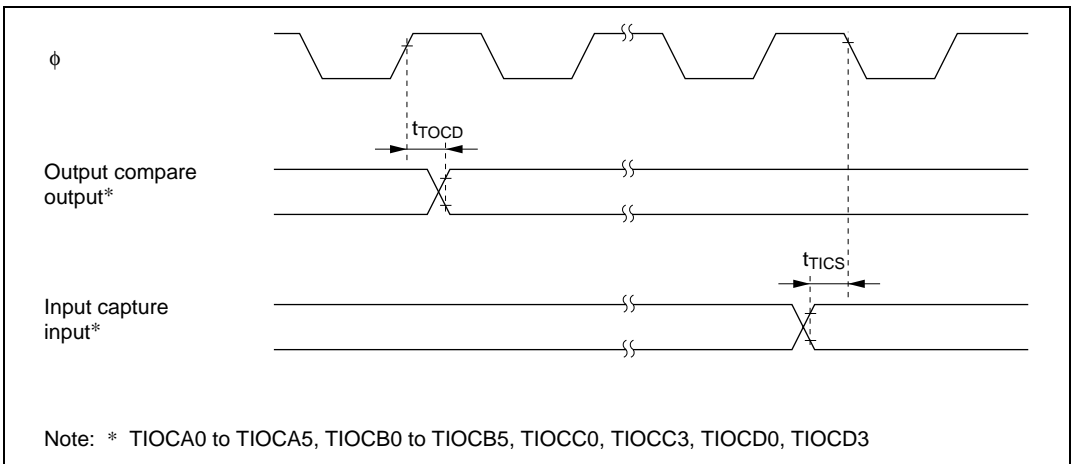 ϕ
tTOCD
Output compare
output*
tTICS
Input capture
input*
Note: * TIOCA0 to TIOCA5, TIOCB0 to TIOCB5, TIOCC0, TIOCC3, TIOCD0, TIOCD3